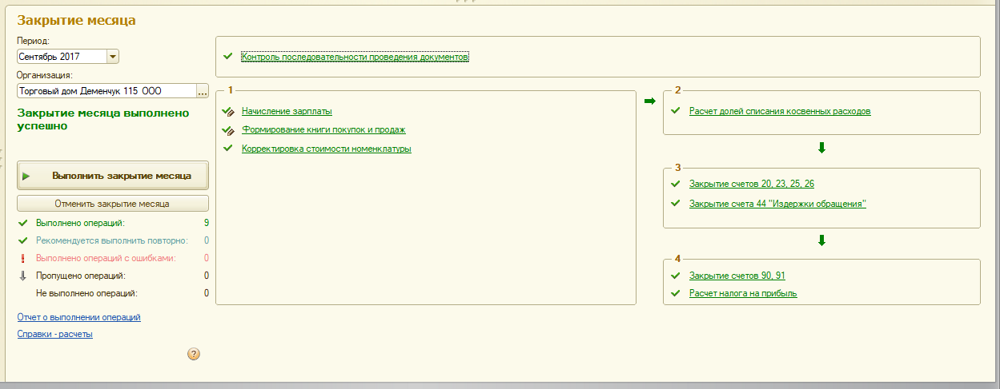 Закрытие месяца
Период:
Сентябрь 2017
Организация:
Торговый дом Деменчук 115 ООО
...
Закрытие месяца выполнено
успешно
Выполнить закрытие месяца
Отменить закрытие месяца
Выполнено операций: 9
Рекомендуется выполнить повторно: 0
Выполнено операций с ошибками: 0
Пропущено операций: 0
Не выполнено операций: 0
Отчет о выполнении операций
Справки - расчеты
?
Контроль последовательности проведения документов
1
Начисление зарплаты
Формирование книги покупок и продаж
Корректировка стоимости номенклатуры
2
Расчет долей списания косвенных расходов
3
Закрытие счетов 20, 23, 25, 26
Закрытие счета 44 "Издержки обращения"
4
Закрытие счетов 90, 91
Расчет налога на прибыль